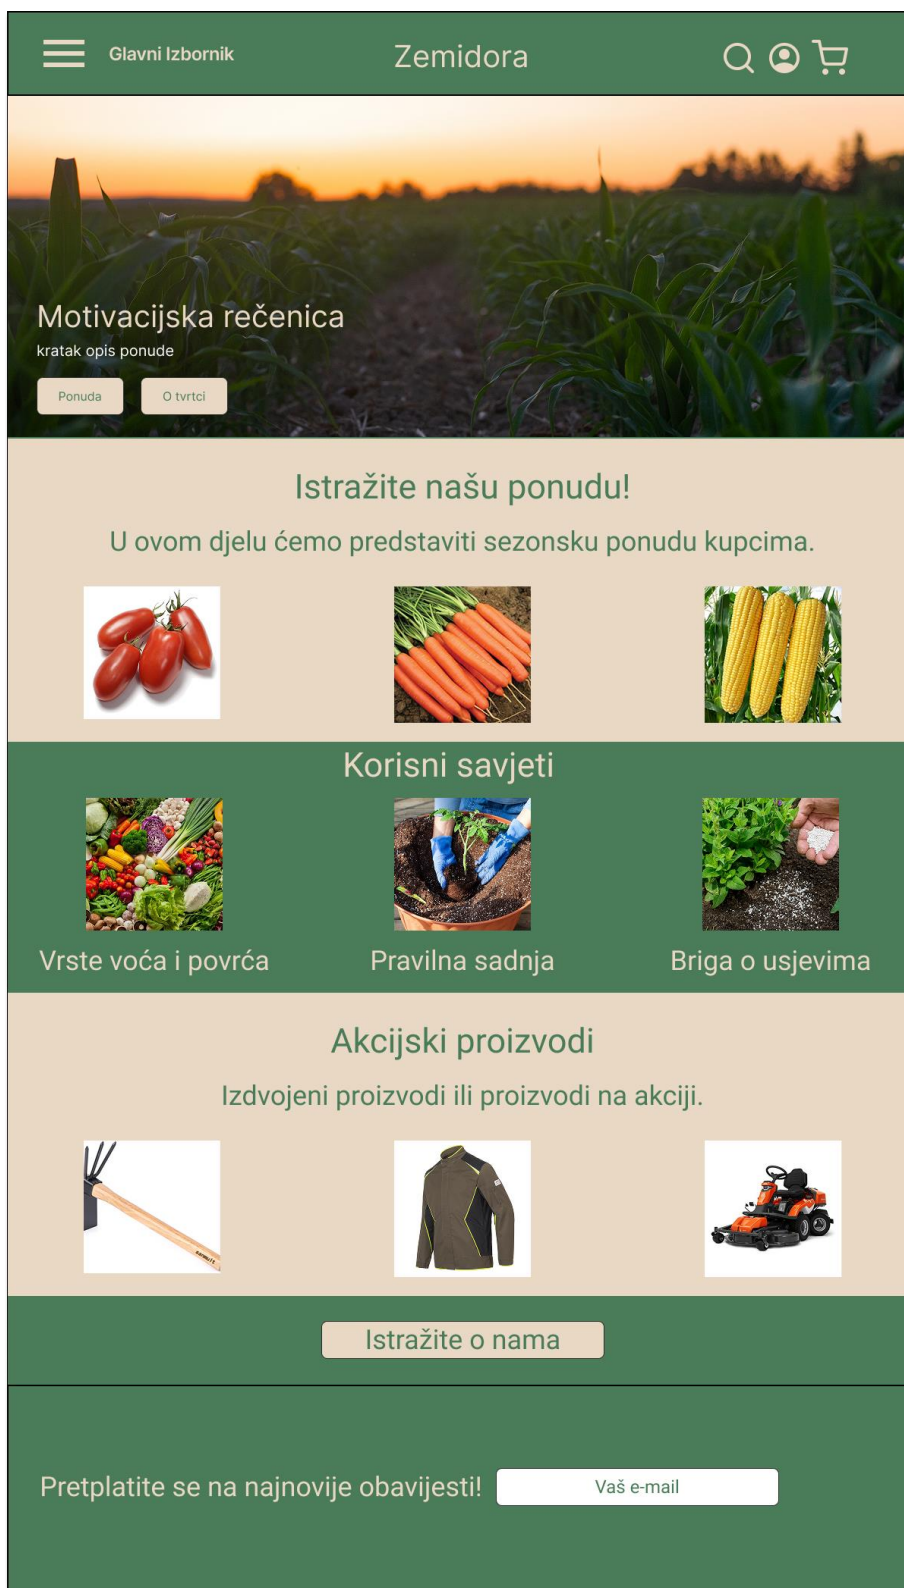 Glavni Izbornik
Zemidora
Motivacijska rečenica
kratak opis ponude
Ponuda
O tvrtci
Istražite našu ponudu!
U ovom djelu ćemo predstaviti sezonsku ponudu kupcima.
Korisni savjeti
Vrste voća i povrća
Pravilna sadnja
Briga o usjevima
Akcijski proizvodi
Izdvojeni proizvodi ili proizvodi na akciji.
Istražite o nama
Pretplatite se na najnovije obavijesti!
Vaš e-mail